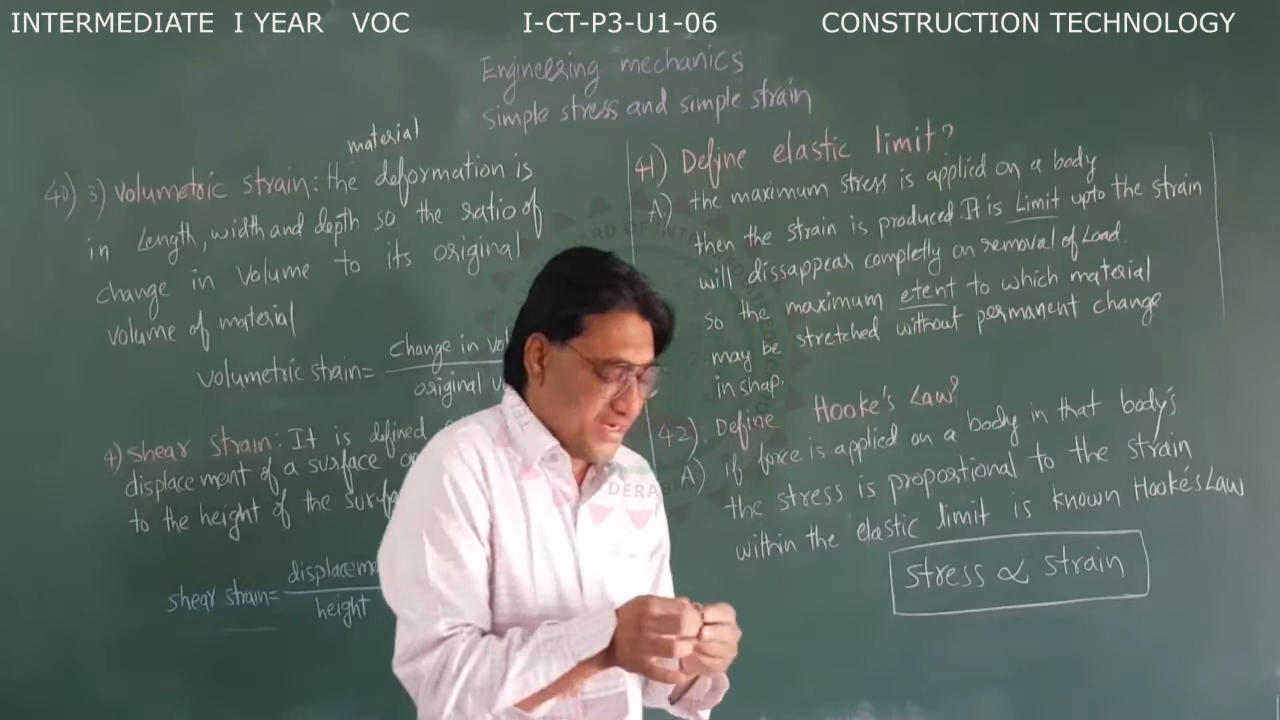 INTERMEDIATE I YEAR VOC I-CT-P3-U1-06 CONSTRUCTION TECHNOLOGY
Engineering mechanics
simple stress and simple strain
material
40) 3) Volumetric strain: the deformation is
in Length, width and depth so the ratio of
change in Volume to its original
volume of material
volumetric strain= change in vol
original v
4) shear strain: It is defined
displacement of a surface
to the height of the surfa
shear strain= displaceme
height
41) Define elastic limit?
A) the maximum stress is applied on a body
then the strain is produced. It is Limit upto the strain
will dissappear completly on removal of Load.
so the maximum etent to which material
may be stretched without permanent change
in shap.
42) Define Hooke's Law?
A) if force is applied on a body in that body's
the stress is propostional to the strain
within the elastic limit is known Hooke's Law
stress ∝ strain